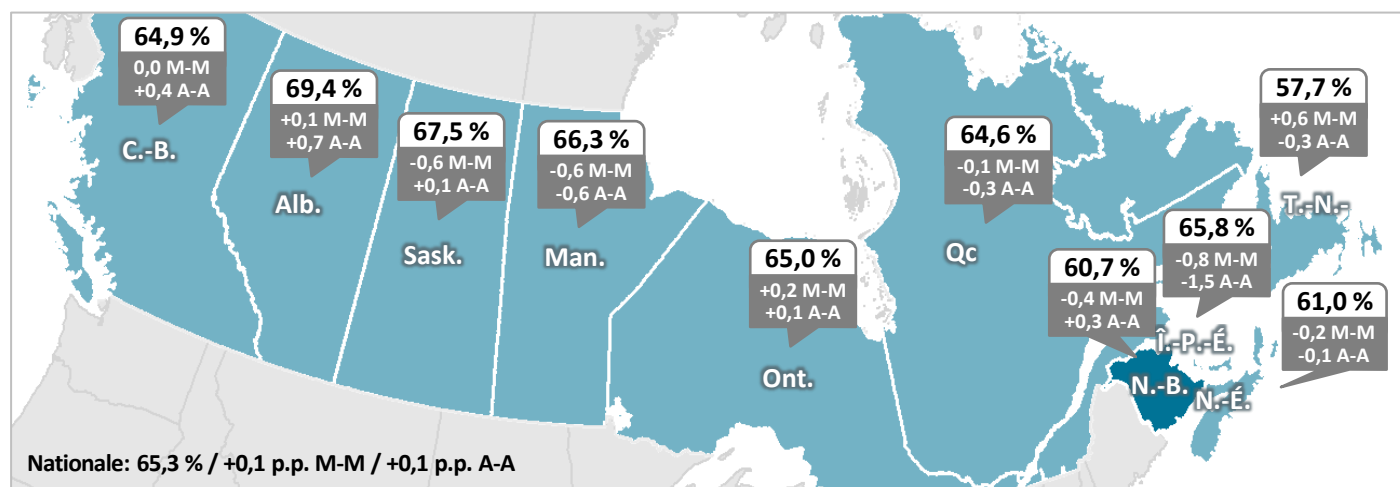 64,9 %
0,0 M-M
+0,4 A-A
C.-B.
69,4 %
+0,1 M-M
+0,7 A-A
Alb.
67,5 %
-0,6 M-M
+0,1 A-A
Sask.
66,3 %
-0,6 M-M
-0,6 A-A
Man.
65,0 %
+0,2 M-M
+0,1 A-A
Ont.
64,6 %
-0,1 M-M
-0,3 A-A
Qc
57,7 %
+0,6 M-M
-0,3 A-A
T.-N.-
65,8 %
-0,8 M-M
-1,5 A-A
Î.-P.-É.
60,7 %
-0,4 M-M
+0,3 A-A
N.-B.
61,0 %
-0,2 M-M
-0,1 A-A
N.-É.
Nationale: 65,3 % / +0,1 p.p. M-M / +0,1 p.p. A-A